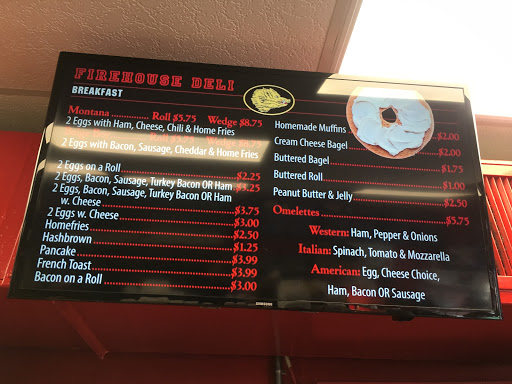 FIREHOUSE DELI
BREAKFAST
Montana Roll $5.75 Wedge $8.75
2 Eggs with Ham, Cheese, Chili & Home Fries
2 Eggs with Bacon, Sausage, Cheddar & Home Fries
2 Eggs on a Roll $2.25
2 Eggs, Bacon, Sausage, Turkey Bacon OR Ham $3.25
2 Eggs, Bacon, Sausage, Turkey Bacon OR Ham
w. Cheese $3.75
2 Eggs w. Cheese $3.00
Homefries $2.50
Hashbrown $1.25
Pancake $3.99
French Toast $3.99
Bacon on a Roll $3.00
Homemade Muffins $2.00
Cream Cheese Bagel $2.00
Buttered Bagel $1.75
Buttered Roll $1.00
Peanut Butter & Jelly $2.50
Omelettes $5.75
Western: Ham, Pepper & Onions
Italian: Spinach, Tomato & Mozzarella
American: Egg, Cheese Choice,
Ham, Bacon OR Sausage
SAMSUNG